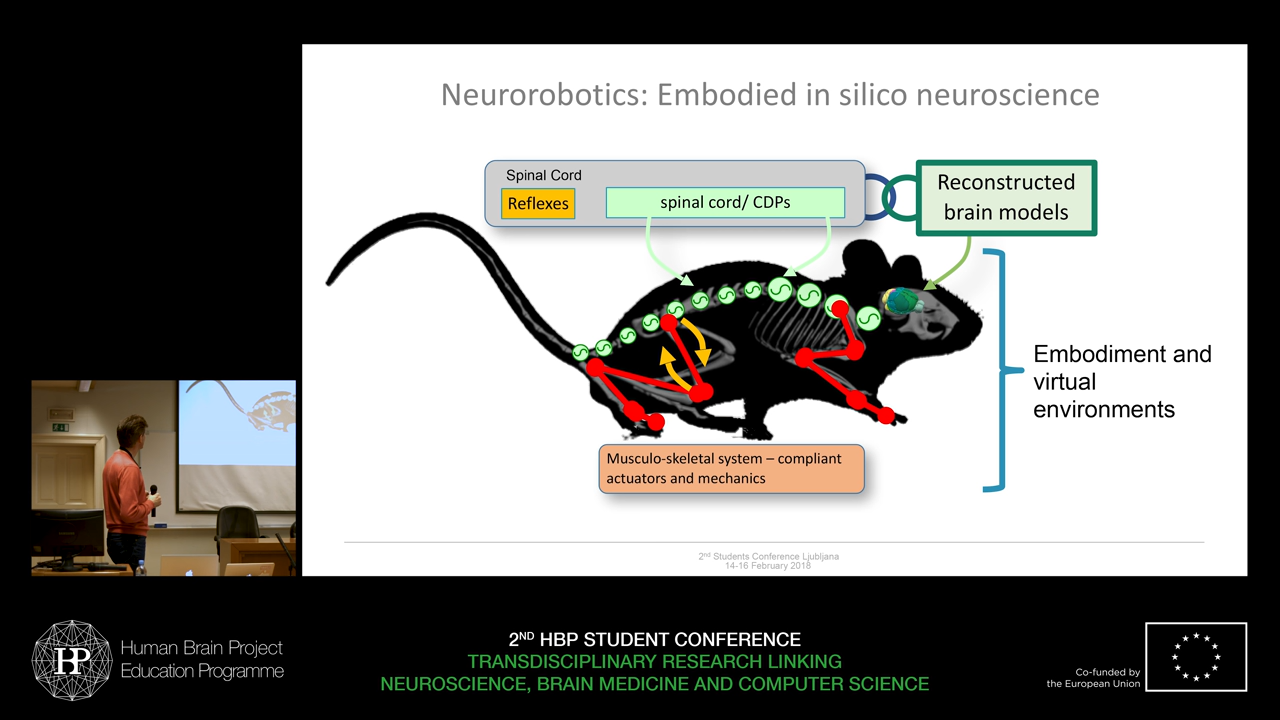 Neurorobotics: Embodied in silico neuroscience
Spinal Cord
Reflexes
spinal cord/ CDPs
Reconstructed
brain models
Embodiment and
virtual
environments
Musculo-skeletal system – compliant
actuators and mechanics
2nd Students Conference Ljubljana
14-16 February 2018
HBP
Human Brain Project
Education Programme
2ND HBP STUDENT CONFERENCE
TRANSDISCIPLINARY RESEARCH LINKING
NEUROSCIENCE, BRAIN MEDICINE AND COMPUTER SCIENCE
Co-funded by
the European Union